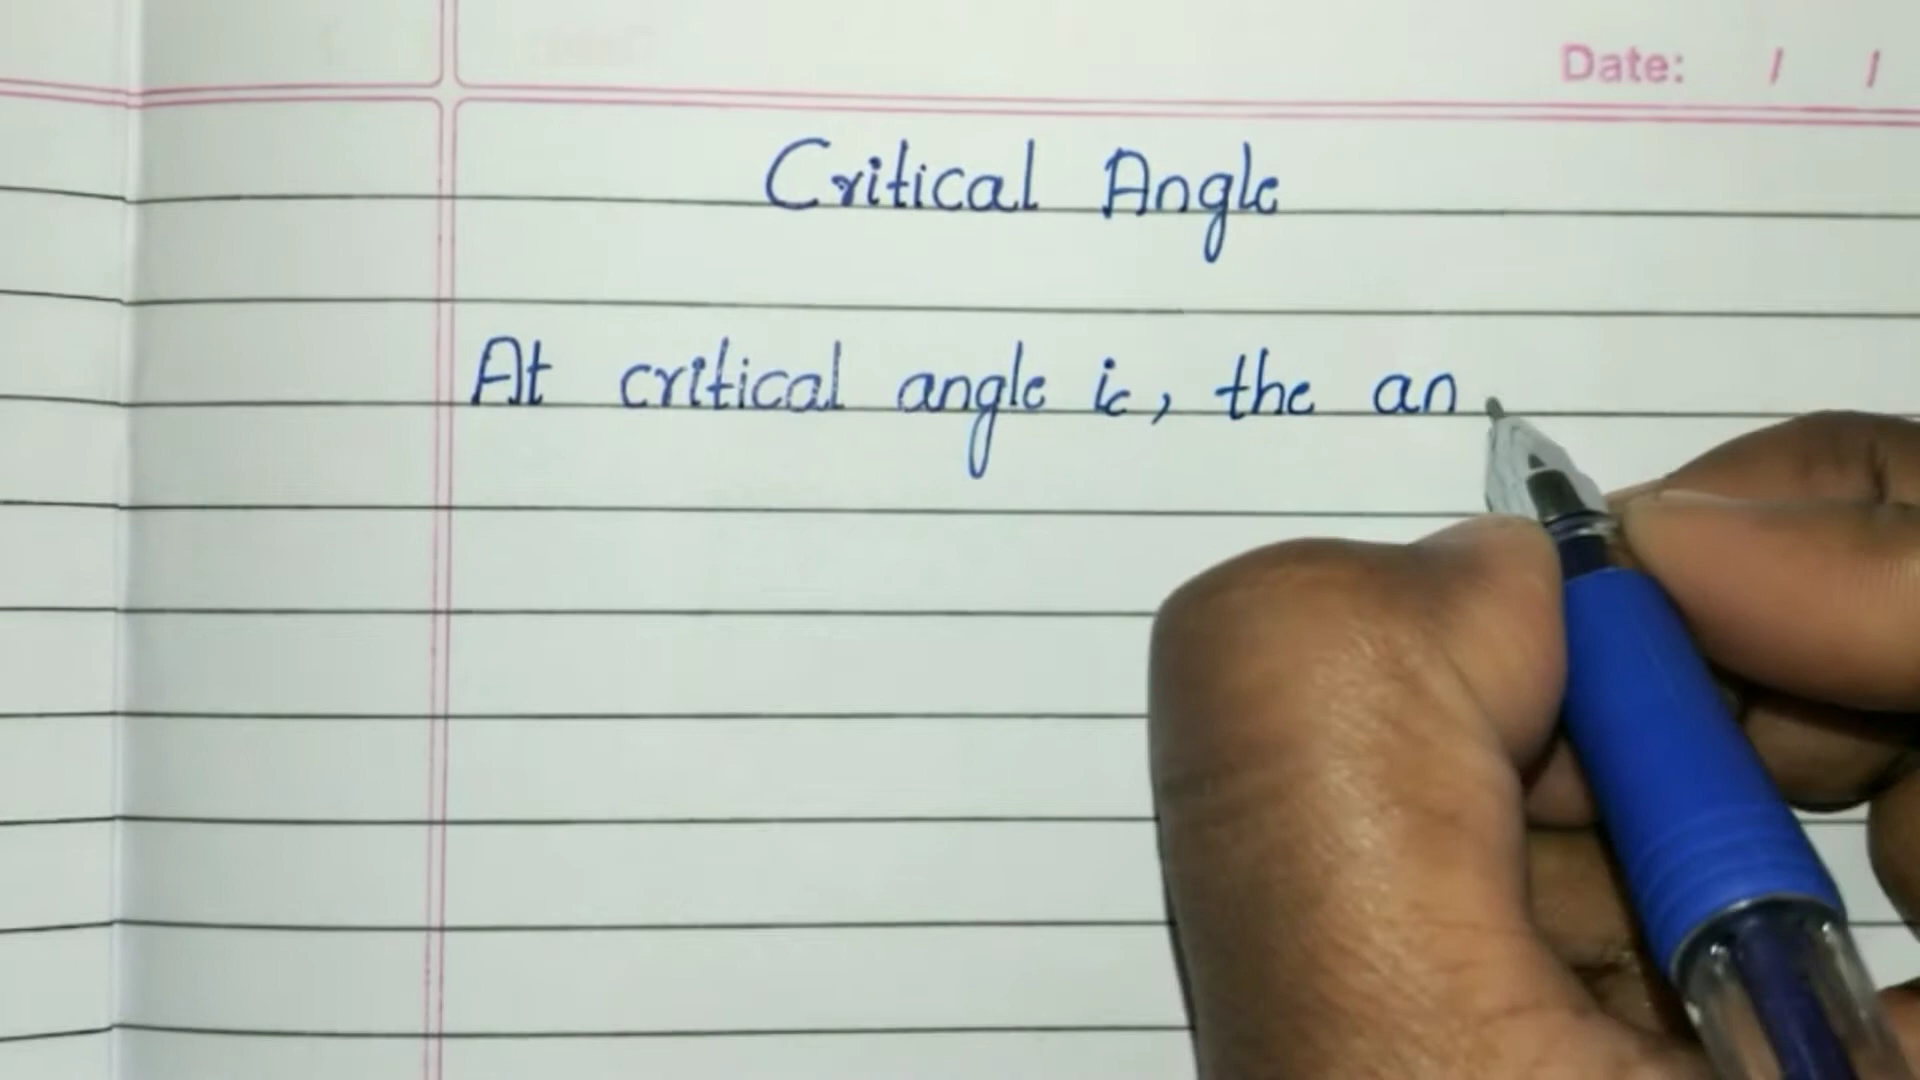 Date: / /
Critical Angle
At critical angle ic, the an